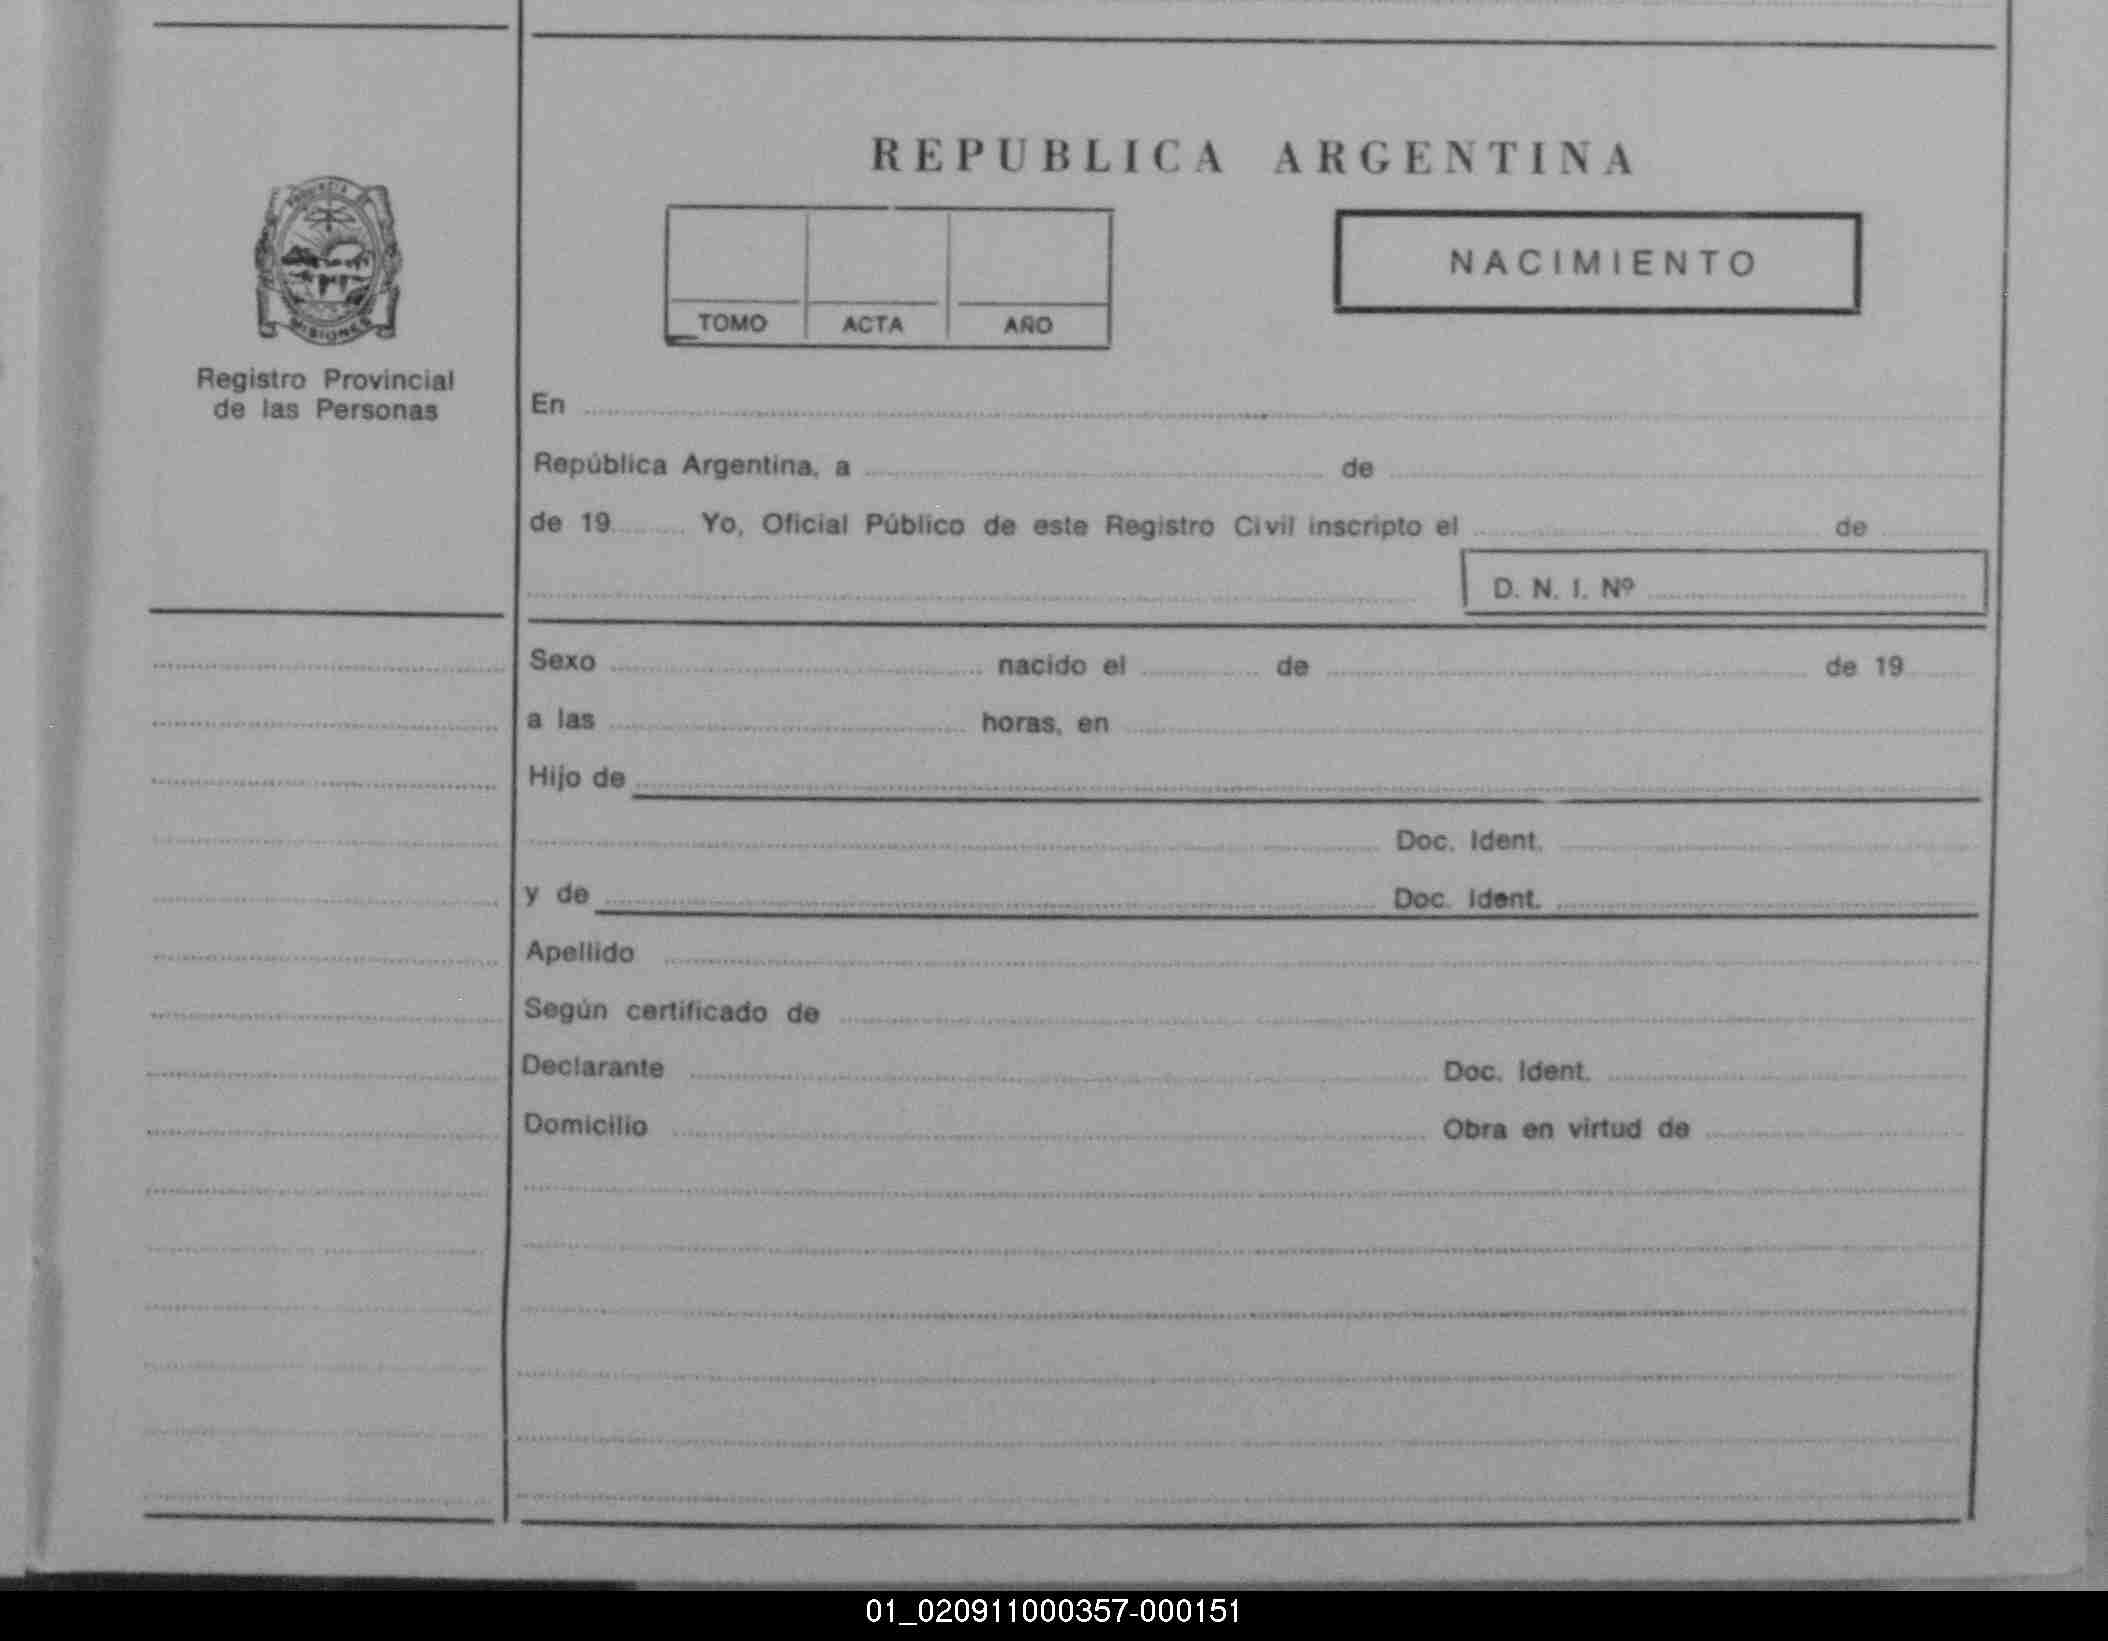 PROVINCIA DE
MISIONES
Registro Provincial
de las Personas
REPUBLICA ARGENTINA
TOMO ACTA AÑO
NACIMIENTO
En
República Argentina, a de
de 19 Yo, Oficial Público de este Registro Civil inscripto el de
D. N. I. Nº
Sexo nacido el de de 19
a las horas, en
Hijo de
Doc. Ident.
y de Doc. Ident.
Apellido
Según certificado de
Declarante Doc. Ident.
Domicilio Obra en virtud de
01_020911000357-000151